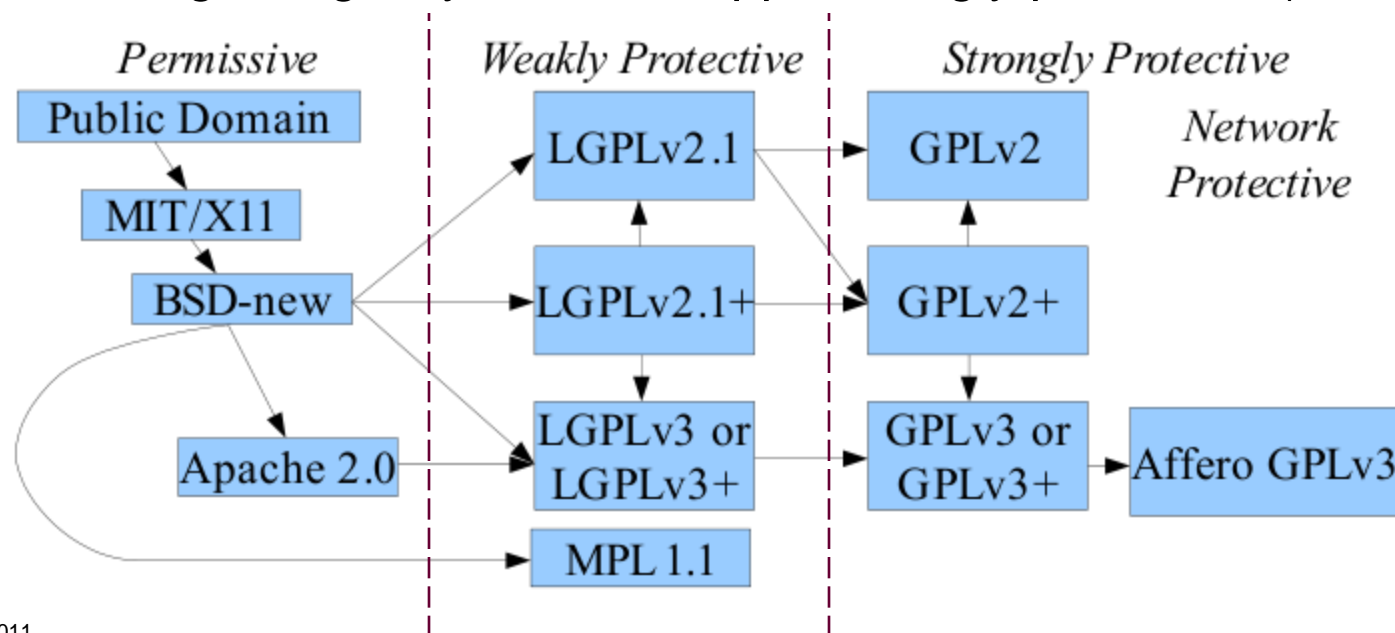 Permissive
Weakly Protective
Strongly Protective
Public Domain
LGPLv2.1
GPLv2
Network
Protective
MIT/X11
BSD-new
LGPLv2.1+
GPLv2+
Apache 2.0
LGPLv3 or
LGPLv3+
GPLv3 or
GPLv3+
Affero GPLv3
MPL 1.1